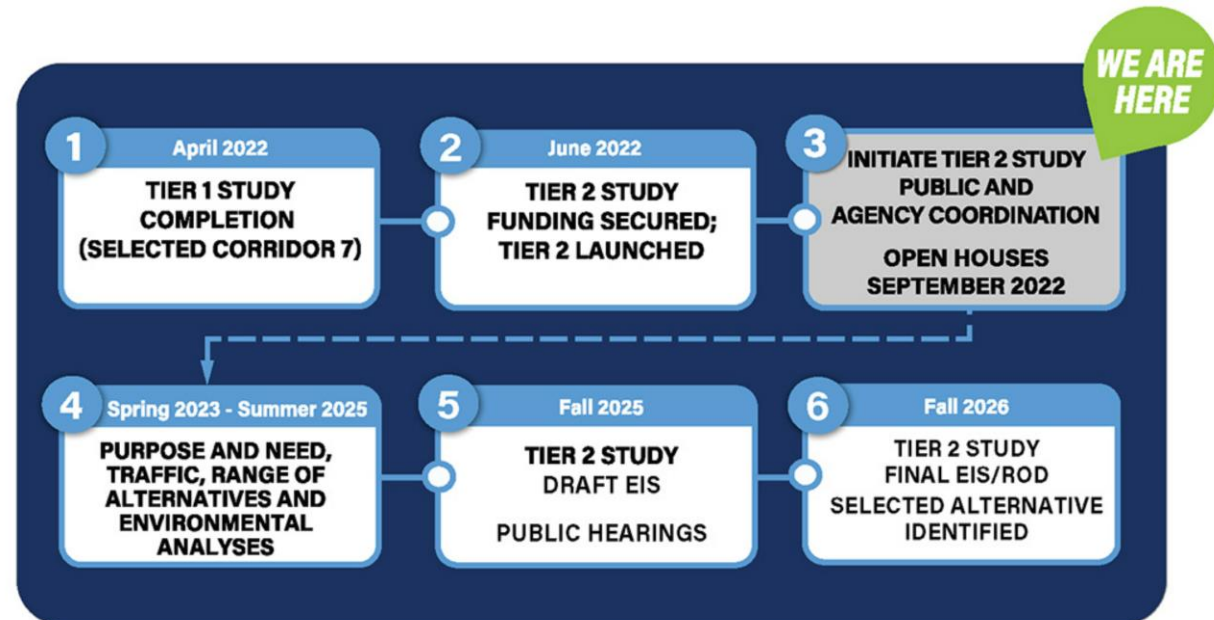 WE ARE
HERE
1
April 2022
TIER 1 STUDY
COMPLETION
(SELECTED CORRIDOR 7)
2
June 2022
TIER 2 STUDY
FUNDING SECURED;
TIER 2 LAUNCHED
3
INITIATE TIER 2 STUDY
PUBLIC AND
AGENCY COORDINATION
OPEN HOUSES
SEPTEMBER 2022
4
Spring 2023 - Summer 2025
PURPOSE AND NEED,
TRAFFIC, RANGE OF
ALTERNATIVES AND
ENVIRONMENTAL
ANALYSES
5
Fall 2025
TIER 2 STUDY
DRAFT EIS
PUBLIC HEARINGS
6
Fall 2026
TIER 2 STUDY
FINAL EIS/ROD
SELECTED ALTERNATIVE
IDENTIFIED